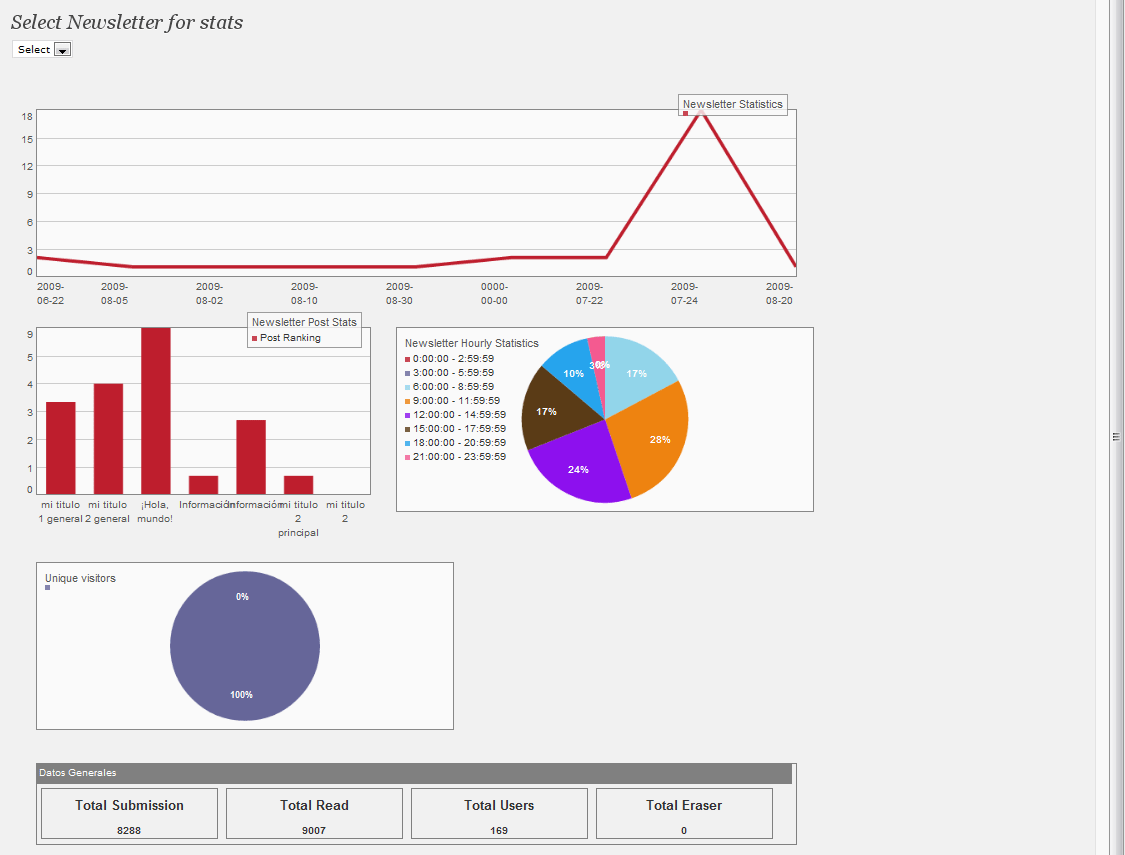 Select Newsletter for stats
Select
Newsletter Statistics
18
15
12
9
6
3
0
2009-06-22
2009-08-05
2009-08-02
2009-08-10
2009-08-30
0000-00-00
2009-07-22
2009-07-24
2009-08-20
Newsletter Post Stats
Post Ranking
9
5
4
3
2
1
0
mi titulo
1 general
mi titulo
2 general
¡Hola,
mundo!
Información
Información
mi titulo
2
principal
mi titulo
2
Newsletter Hourly Statistics
0:00:00 - 2:59:59
3:00:00 - 5:59:59
6:00:00 - 8:59:59
9:00:00 - 11:59:59
12:00:00 - 14:59:59
15:00:00 - 17:59:59
18:00:00 - 20:59:59
21:00:00 - 23:59:59
17%
28%
24%
17%
10%
3%
0%
Unique visitors
0%
100%
Datos Generales
Total Submission
8288
Total Read
9007
Total Users
169
Total Eraser
0